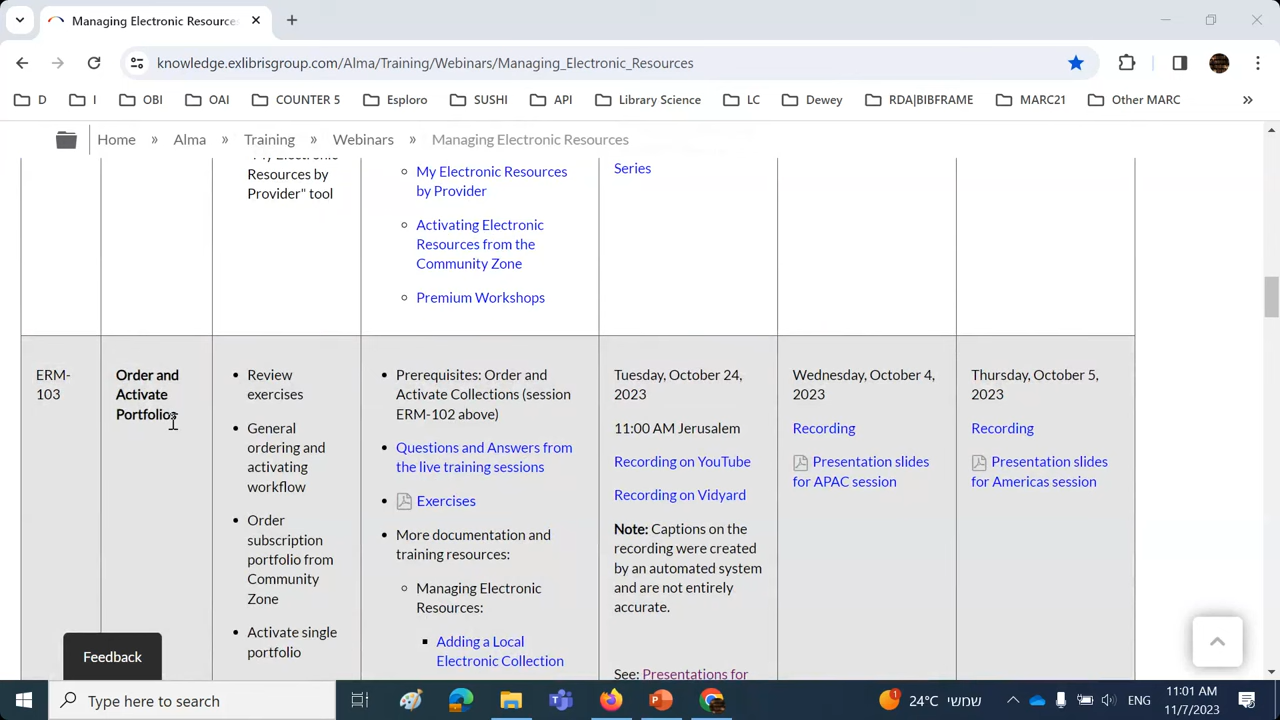 Managing Electronic Resources
knowledge.exlibrisgroup.com/Alma/Training/Webinars/Managing_Electronic_Resources
D I OBI OAI COUNTER 5 Esploro SUSHI API Library Science LC Dewey RDA|BIBFRAME MARC21 Other MARC »
Home » Alma » Training » Webinars » Managing Electronic Resources
"My Electronic
Resources by
Provider" tool
My Electronic Resources
by Provider
Activating Electronic
Resources from the
Community Zone
Premium Workshops
Series
ERM-
103
Order and
Activate
Portfolios
• Review
exercises
• General
ordering and
activating
workflow
• Order
subscription
portfolio from
Community
Zone
• Activate single
portfolio
• Prerequisites: Order and
Activate Collections (session
ERM-102 above)
• Questions and Answers from
the live training sessions
• Exercises
• More documentation and
training resources:
Managing Electronic
Resources:
Adding a Local
Electronic Collection
Tuesday, October 24,
2023
11:00 AM Jerusalem
Recording on YouTube
Recording on Vidyard
Note: Captions on the
recording were created
by an automated system
and are not entirely
accurate.
See: Presentations for
Wednesday, October 4,
2023
Recording
Presentation slides
for APAC session
Thursday, October 5,
2023
Recording
Presentation slides
for Americas session
Feedback
Type here to search
1
24°C שמשי
ENG
11:01 AM
11/7/2023